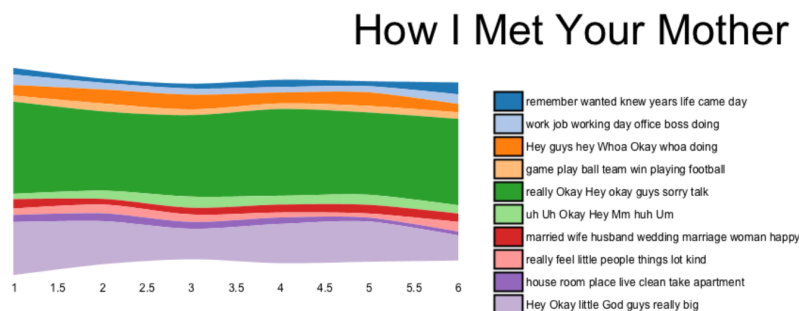 How I Met Your Mother
remember wanted knew years life came day
work job working day office boss doing
Hey guys hey Whoa Okay whoa doing
game play ball team win playing football
really Okay Hey okay guys sorry talk
uh Uh Okay Hey Mm huh Um
married wife husband wedding marriage woman happy
really feel little people things lot kind
house room place live clean take apartment
Hey Okay little God guys really big
1 1.5 2 2.5 3 3.5 4 4.5 5 5.5 6